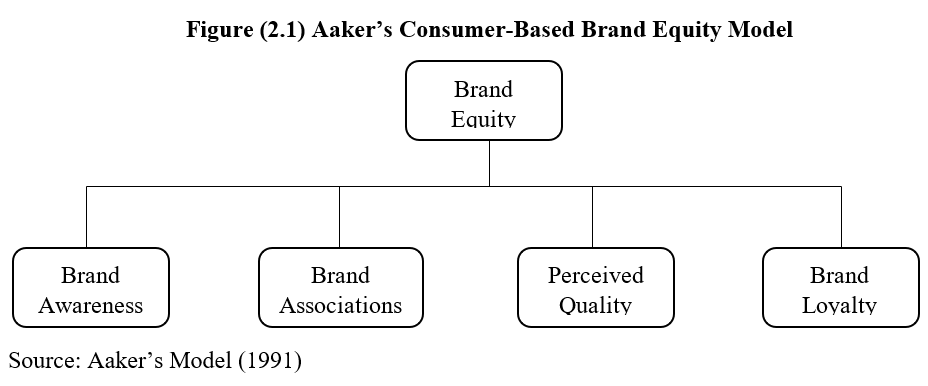 Figure (2.1) Aaker’s Consumer-Based Brand Equity Model
Brand
Equity
Brand
Awareness
Brand
Associations
Perceived
Quality
Brand
Loyalty
Source: Aaker’s Model (1991)